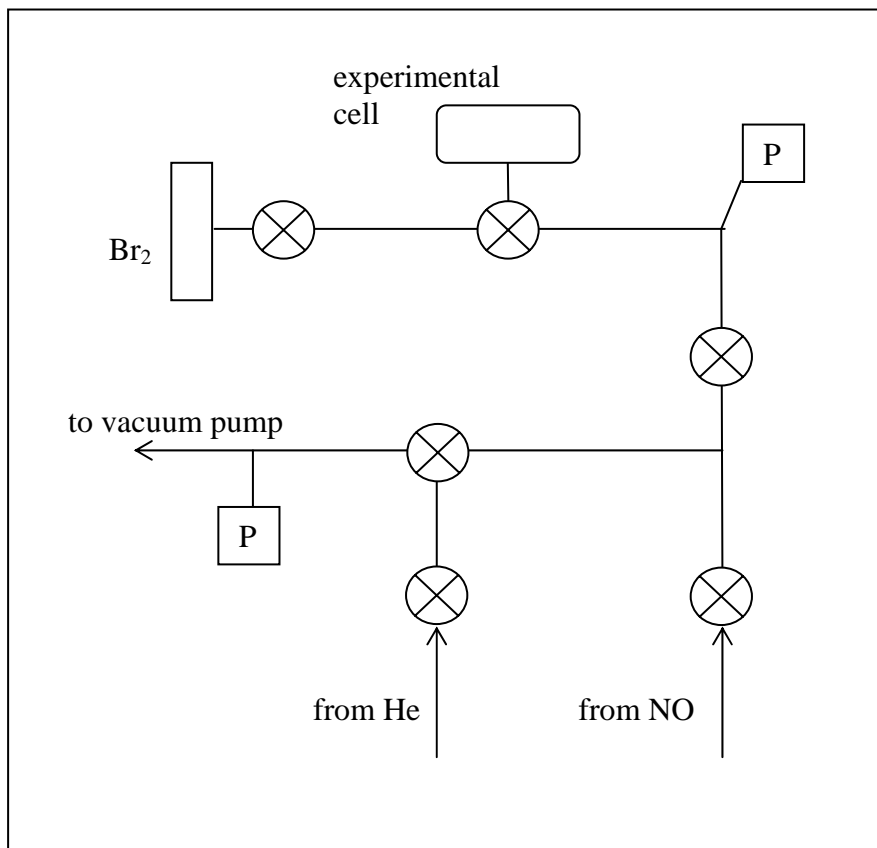 experimental
cell
P
Br₂
to vacuum pump
P
from He
from NO